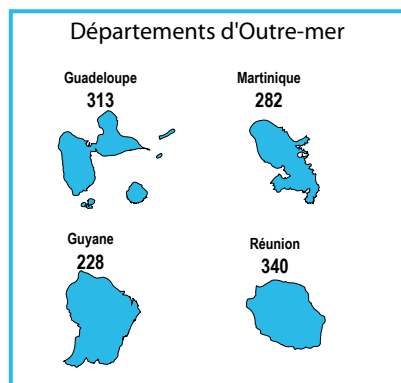 Départements d'Outre-mer
Guadeloupe
313
Martinique
282
Guyane
228
Réunion
340